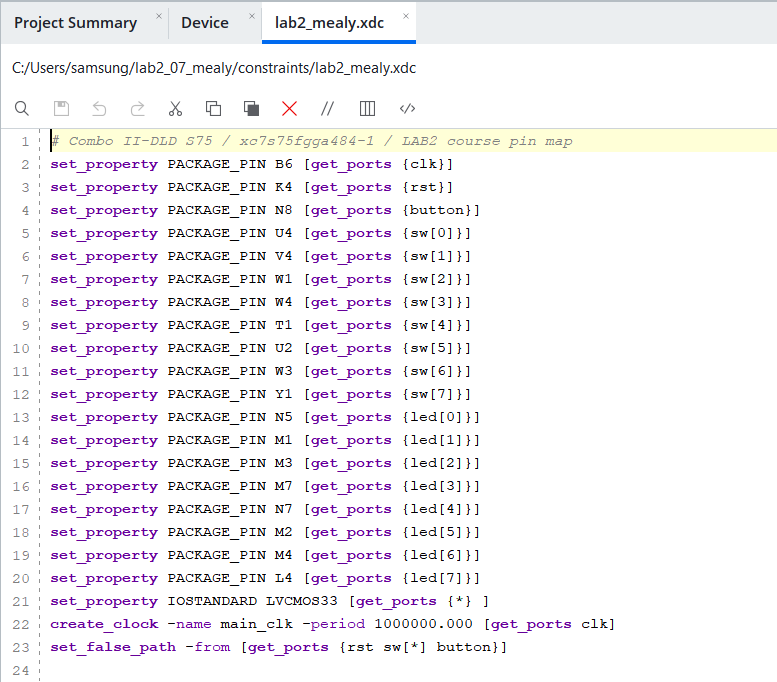 Project Summary × Device × lab2_mealy.xdc ×
C:/Users/samsung/lab2_07_mealy/constraints/lab2_mealy.xdc
1 # Combo II-DLD S75 / xc7s75fgga484-1 / LAB2 course pin map
2 set_property PACKAGE_PIN B6 [get_ports {clk}]
3 set_property PACKAGE_PIN K4 [get_ports {rst}]
4 set_property PACKAGE_PIN N8 [get_ports {button}]
5 set_property PACKAGE_PIN U4 [get_ports {sw[0]}]
6 set_property PACKAGE_PIN V4 [get_ports {sw[1]}]
7 set_property PACKAGE_PIN W1 [get_ports {sw[2]}]
8 set_property PACKAGE_PIN W4 [get_ports {sw[3]}]
9 set_property PACKAGE_PIN T1 [get_ports {sw[4]}]
10 set_property PACKAGE_PIN U2 [get_ports {sw[5]}]
11 set_property PACKAGE_PIN W3 [get_ports {sw[6]}]
12 set_property PACKAGE_PIN Y1 [get_ports {sw[7]}]
13 set_property PACKAGE_PIN N5 [get_ports {led[0]}]
14 set_property PACKAGE_PIN M1 [get_ports {led[1]}]
15 set_property PACKAGE_PIN M3 [get_ports {led[2]}]
16 set_property PACKAGE_PIN M7 [get_ports {led[3]}]
17 set_property PACKAGE_PIN N7 [get_ports {led[4]}]
18 set_property PACKAGE_PIN M2 [get_ports {led[5]}]
19 set_property PACKAGE_PIN M4 [get_ports {led[6]}]
20 set_property PACKAGE_PIN L4 [get_ports {led[7]}]
21 set_property IOSTANDARD LVCMOS33 [get_ports {*} ]
22 create_clock -name main_clk -period 1000000.000 [get_ports clk]
23 set_false_path -from [get_ports {rst sw[*] button}]
24